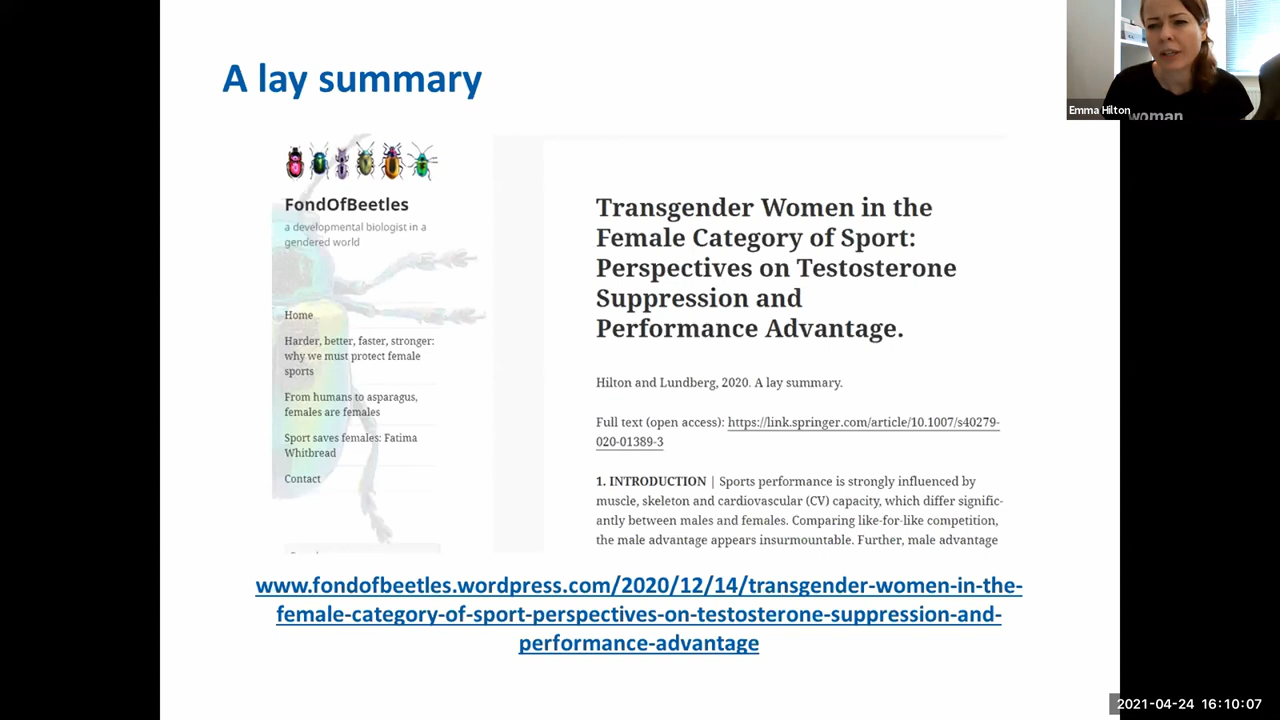 A lay summary
Emma Hilton
woman
FondOfBeetles
a developmental biologist in a
gendered world
Home
Harder, better, faster, stronger:
why we must protect female
sports
From humans to asparagus,
females are females
Sport saves females: Fatima
Whitbread
Contact
Transgender Women in the
Female Category of Sport:
Perspectives on Testosterone
Suppression and
Performance Advantage.
Hilton and Lundberg, 2020. A lay summary.
Full text (open access): https://link.springer.com/article/10.1007/s40279-
020-01389-3
1. INTRODUCTION | Sports performance is strongly influenced by
muscle, skeleton and cardiovascular (CV) capacity, which differ signific-
antly between males and females. Comparing like-for-like competition,
the male advantage appears insurmountable. Further, male advantage
www.fondofbeetles.wordpress.com/2020/12/14/transgender-women-in-the-
female-category-of-sport-perspectives-on-testosterone-suppression-and-
performance-advantage
2021-04-24 16:10:07